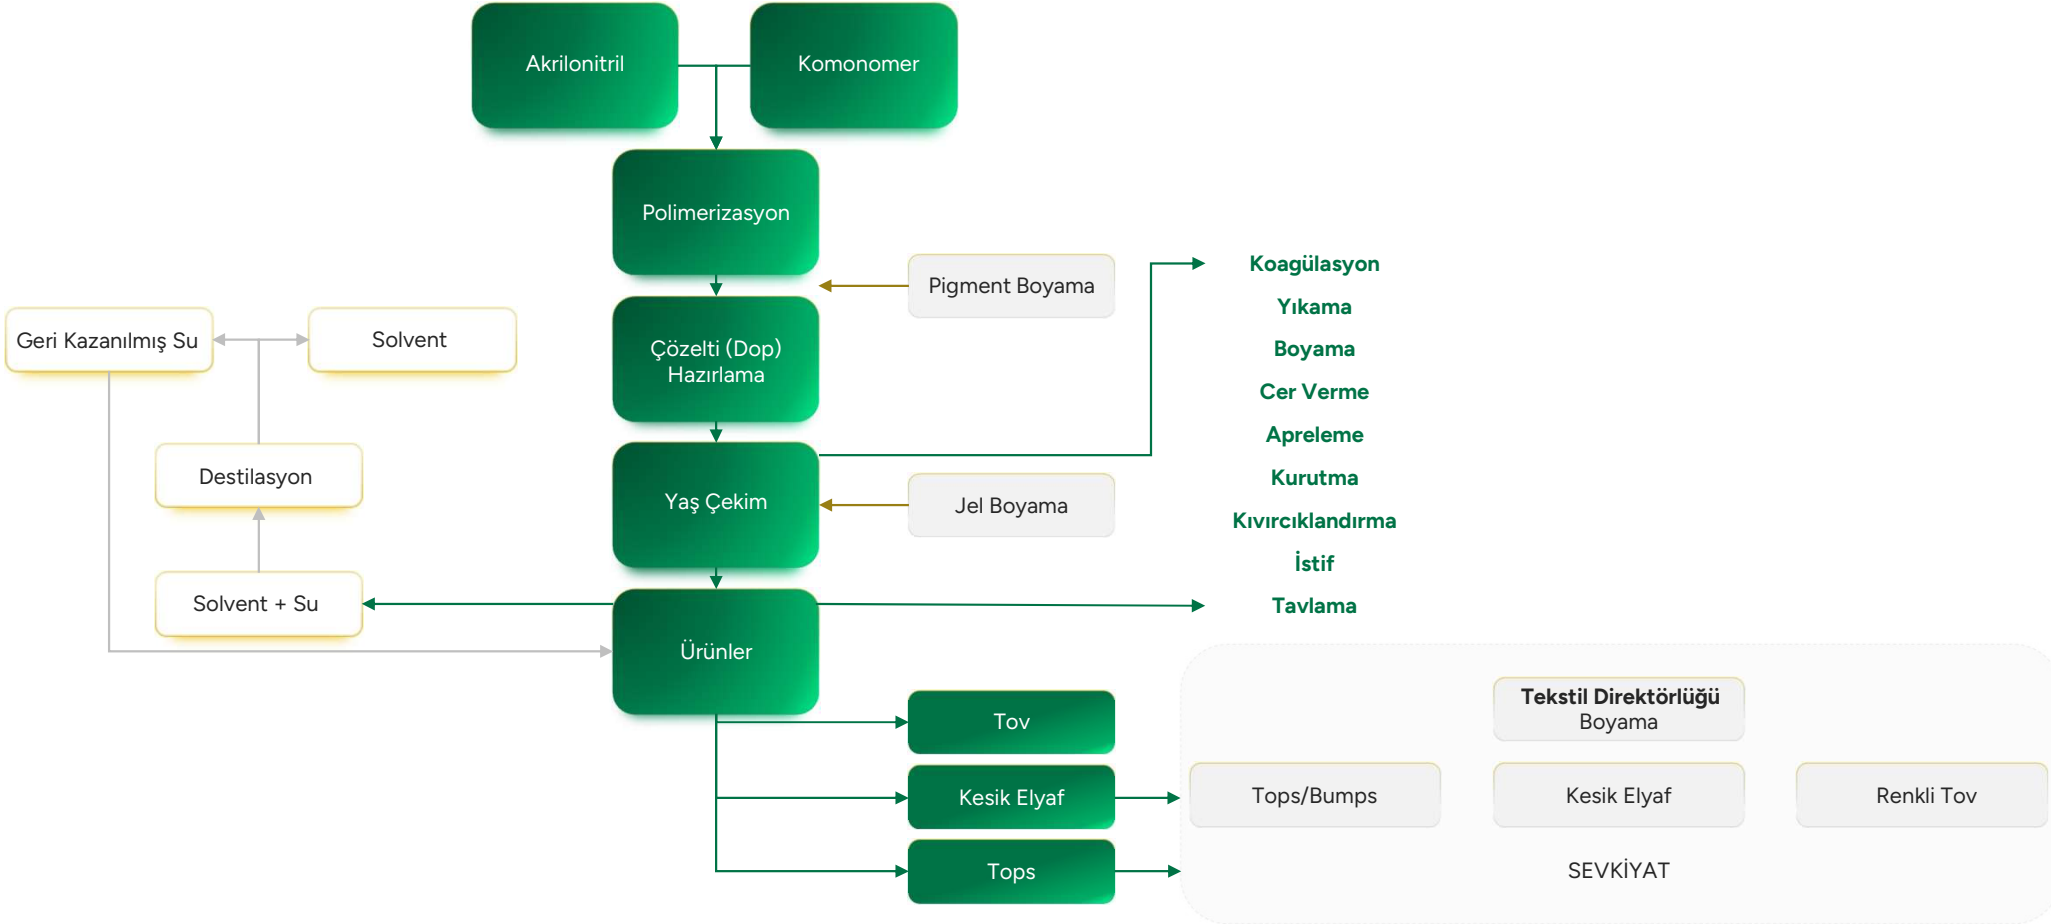 Akrilonitril
Komonomer
Polimerizasyon
Pigment Boyama
Çözelti (Dop)
Hazırlama
Yaş Çekim
Jel Boyama
Geri Kazanılmış Su
Solvent
Destilasyon
Solvent + Su
Ürünler
Koagülasyon
Yıkama
Boyama
Cer Verme
Apreleme
Kurutma
Kıvırcıklandırma
İstif
Tavlama
Tov
Kesik Elyaf
Tops
Tekstil Direktörlüğü
Boyama
Tops/Bumps
Kesik Elyaf
Renkli Tov
SEVKİYAT